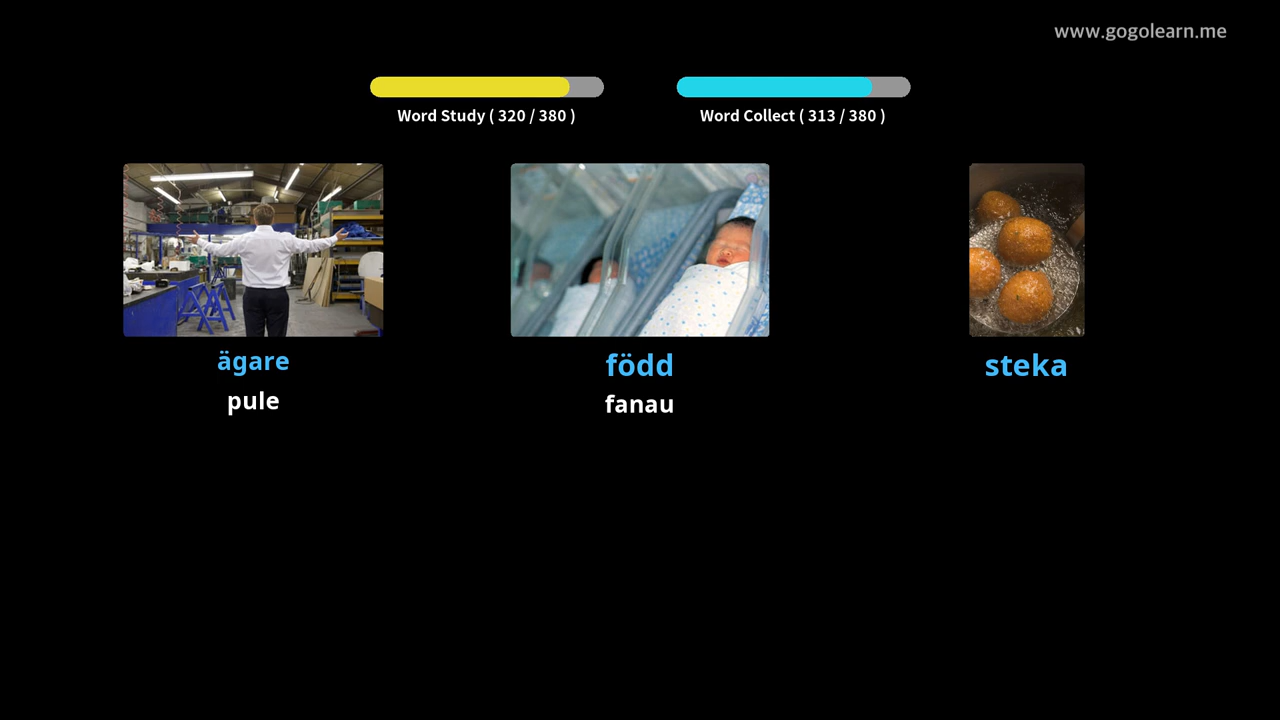 www.gogolearn.me
Word Study ( 320 / 380 )
Word Collect ( 313 / 380 )
ägare
pule
född
fanau
steka